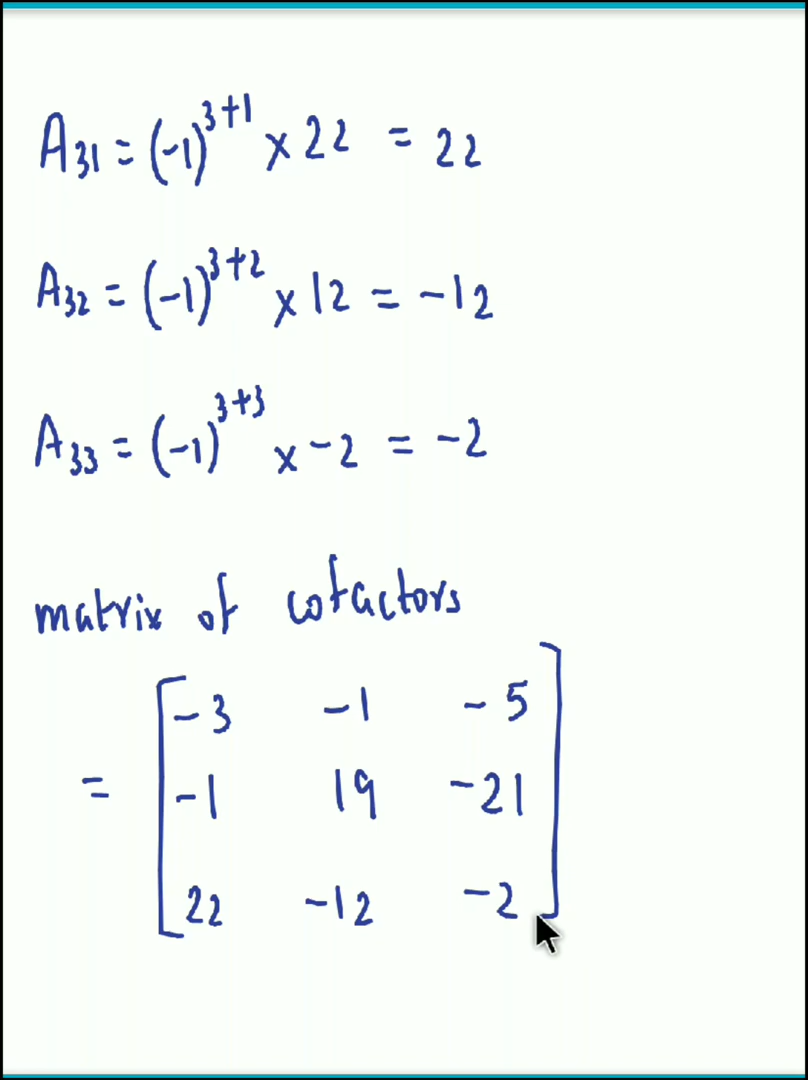 A₃₁ = (-1)³⁺¹ × 22 = 22
A₃₂ = (-1)³⁺² × 12 = -12
A₃₃ = (-1)³⁺³ × -2 = -2
matrix of cofactors
= [ -3 -1 -5
-1 19 -21
22 -12 -2 ]